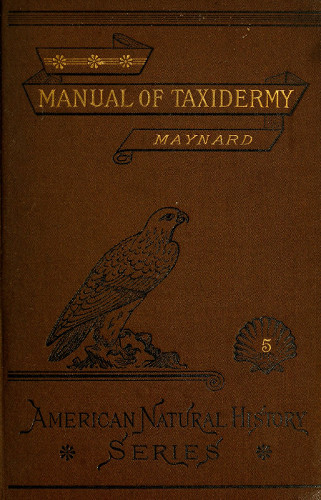 MANUAL OF TAXIDERMY
MAYNARD
5
AMERICAN NATURAL HISTORY
SERIES